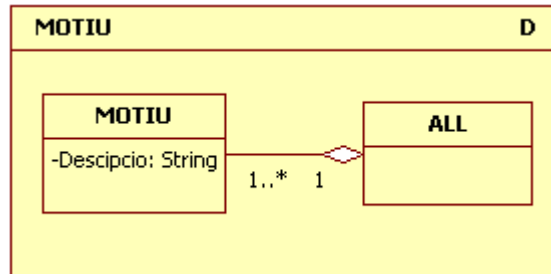 MOTIU D
MOTIU
-Descipcio: String
ALL
1..* 1